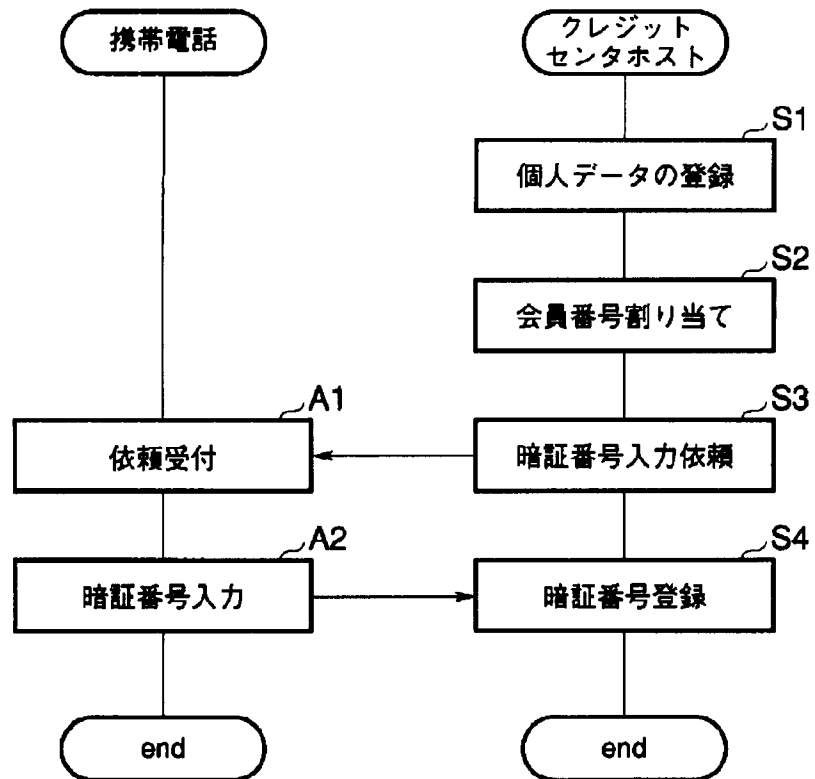 携帯電話
クレジット
センタホスト
S1
個人データの登録
S2
会員番号割り当て
A1
依頼受付
S3
暗証番号入力依頼
A2
暗証番号入力
S4
暗証番号登録
end
end